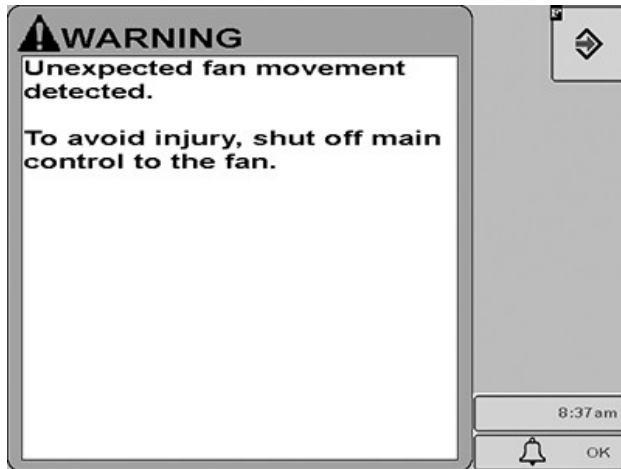 WARNING
Unexpected fan movement
detected.
To avoid injury, shut off main
control to the fan.
8:37am
OK